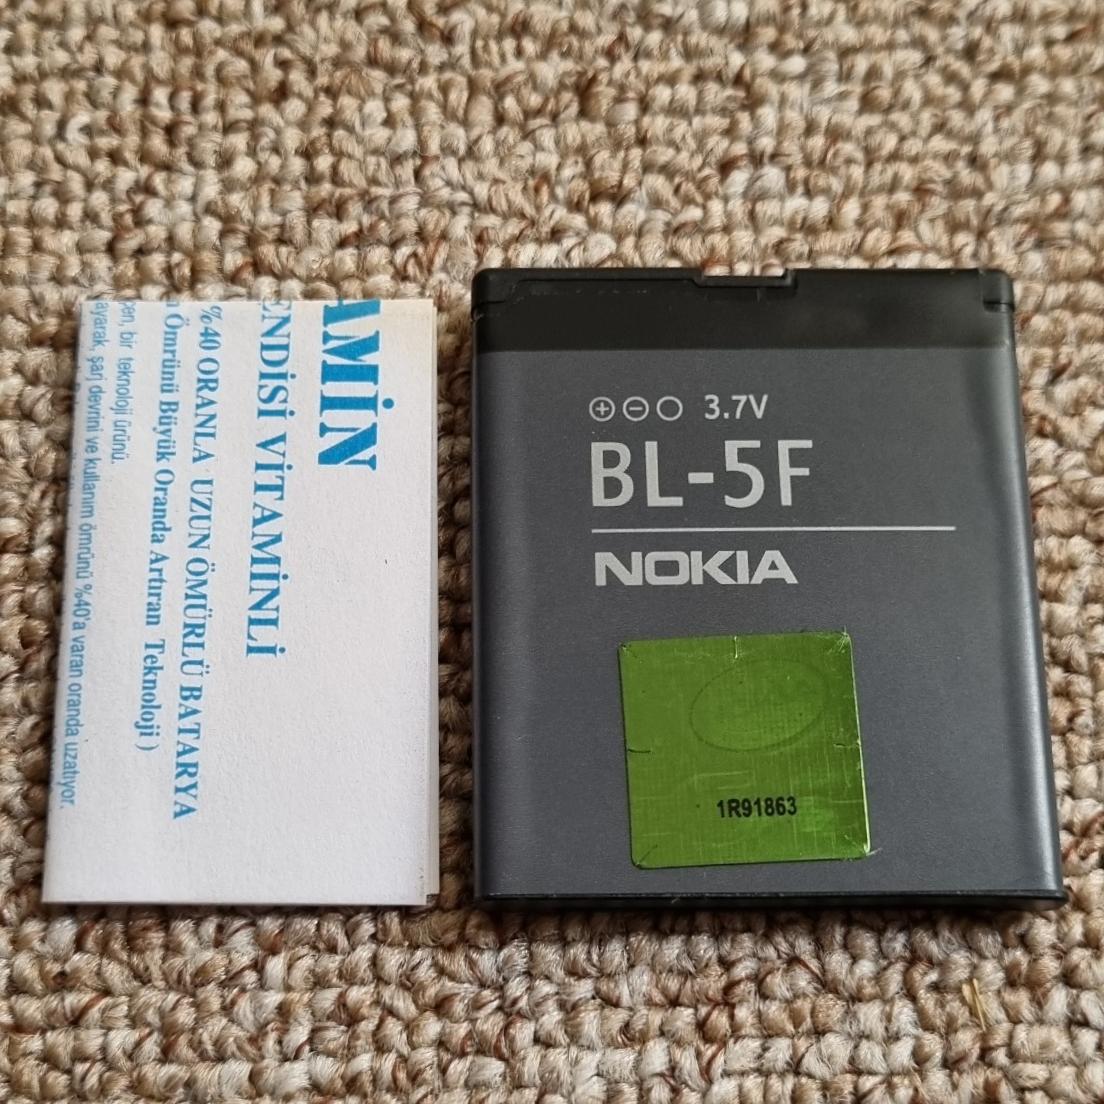 AMİN
ENDİSİ VİTAMİNLİ
%40 ORANLA UZUN ÖMÜRLÜ BATARYA
Ömrünü Büyük Oranda Artıran Teknoloji )
bir teknoloji ürünü.
ayarak, şarj devrini ve kullanım ömrünü %40'a varan oranda uzatıyor.
3.7V
BL-5F
NOKIA
1R91863